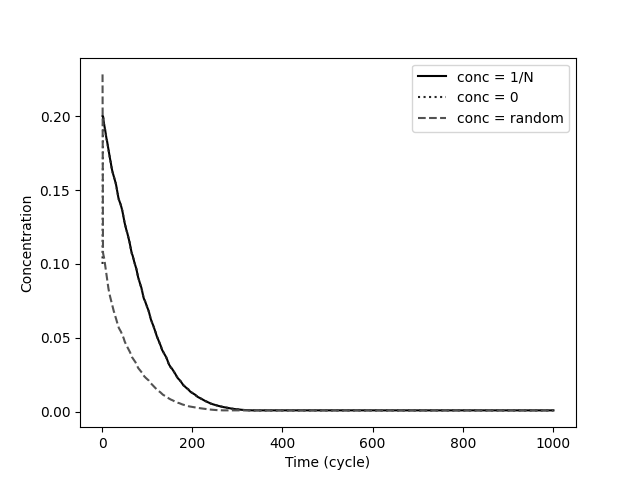 conc = 1/N
conc = 0
conc = random
0.20
0.15
0.10
0.05
0.00
Concentration
0 200 400 600 800 1000
Time (cycle)